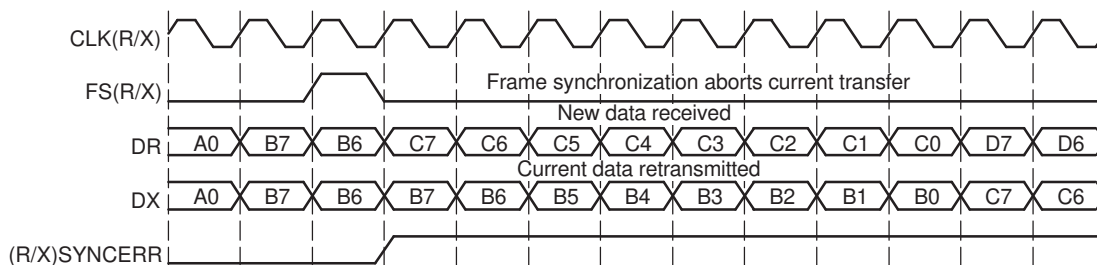 CLK(R/X)
FS(R/X)
Frame synchronization aborts current transfer
New data received
DR A0 B7 B6 C7 C6 C5 C4 C3 C2 C1 C0 D7 D6
Current data retransmitted
DX A0 B7 B6 B7 B6 B5 B4 B3 B2 B1 B0 C7 C6
(R/X)SYNCERR